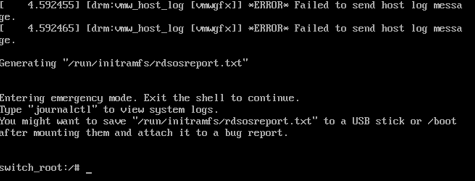 [    4.592455] [drm:vmw_host_log [vmwgfx]] *ERROR* Failed to send host log messa
ge.
[    4.592465] [drm:vmw_host_log [vmwgfx]] *ERROR* Failed to send host log messa
ge.
Generating "/run/initramfs/rdsosreport.txt"
Entering emergency mode. Exit the shell to continue.
Type "journalctl" to view system logs.
You might want to save "/run/initramfs/rdsosreport.txt" to a USB stick or /boot
after mounting them and attach it to a bug report.
switch_root:/# _